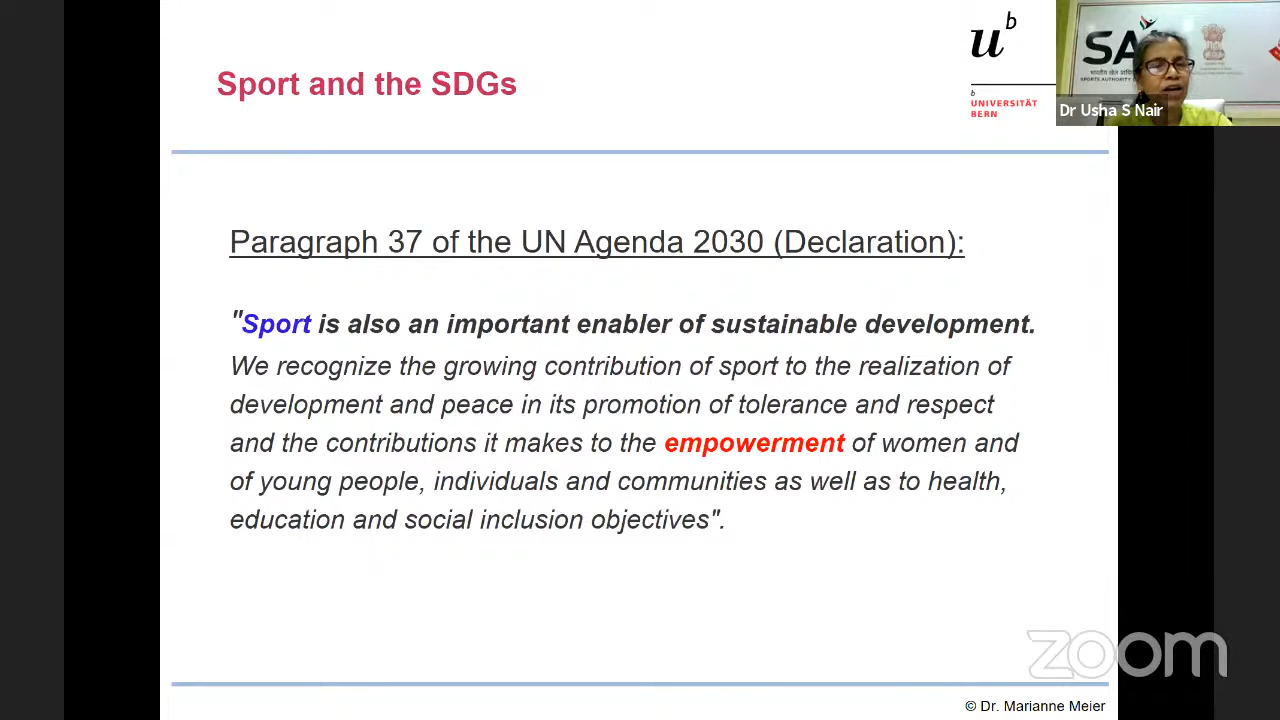 Sport and the SDGs
u b
b
UNIVERSITÄT
BERN
SA
SPORTS AUTHORITY
Dr Usha S Nair
Paragraph 37 of the UN Agenda 2030 (Declaration):
"Sport is also an important enabler of sustainable development.
We recognize the growing contribution of sport to the realization of
development and peace in its promotion of tolerance and respect
and the contributions it makes to the empowerment of women and
of young people, individuals and communities as well as to health,
education and social inclusion objectives".
zoom
© Dr. Marianne Meier